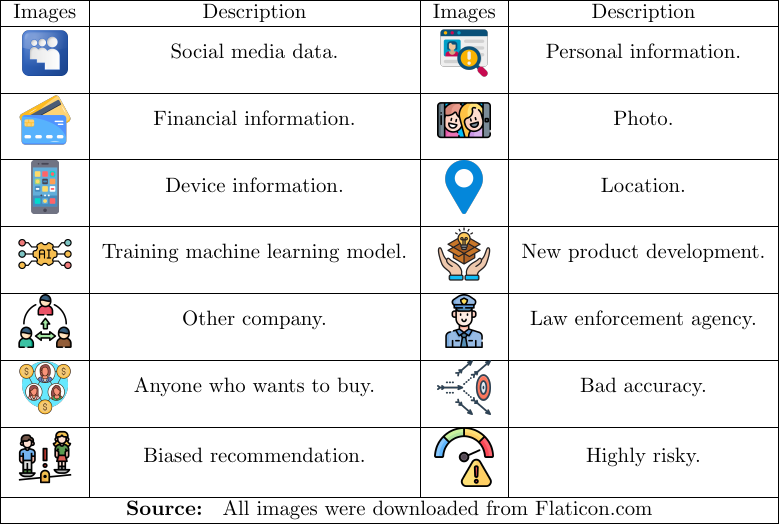 Images Description Images Description
Social media data. Personal information.
Financial information. Photo.
Device information. Location.
AI Training machine learning model. New product development.
Other company. Law enforcement agency.
Anyone who wants to buy. Bad accuracy.
Biased recommendation. Highly risky.
Source: All images were downloaded from Flaticon.com